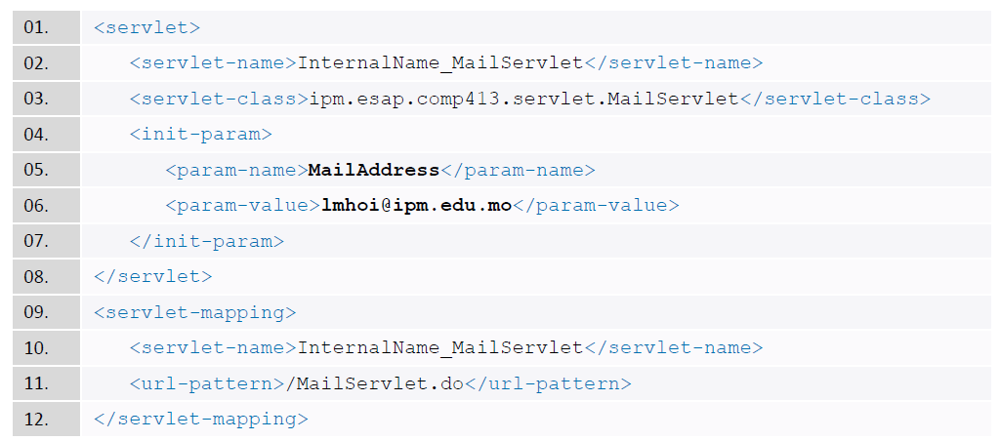 01. <servlet>
02. <servlet-name>InternalName_MailServlet</servlet-name>
03. <servlet-class>ipm.esap.comp413.servlet.MailServlet</servlet-class>
04. <init-param>
05. <param-name>MailAddress</param-name>
06. <param-value>lmhoi@ipm.edu.mo</param-value>
07. </init-param>
08. </servlet>
09. <servlet-mapping>
10. <servlet-name>InternalName_MailServlet</servlet-name>
11. <url-pattern>/MailServlet.do</url-pattern>
12. </servlet-mapping>